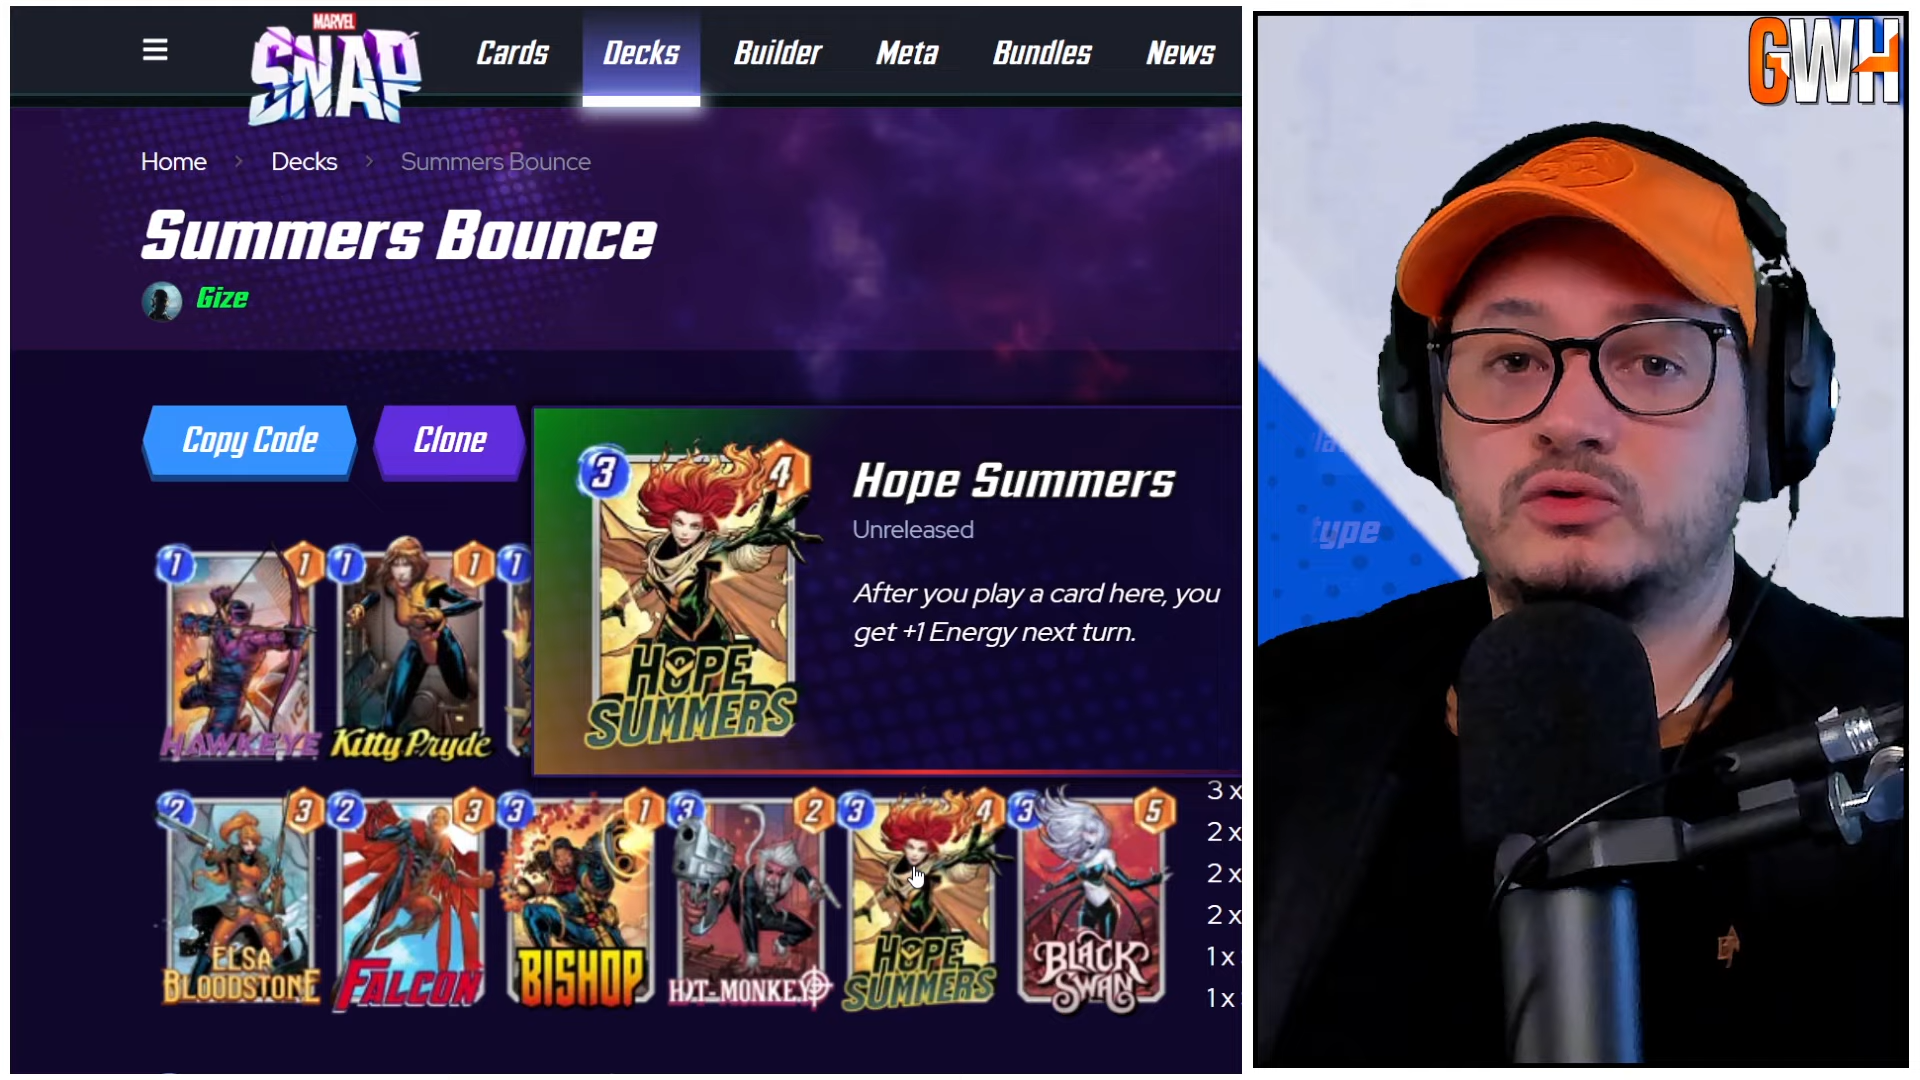 MARVEL
SNAP
Cards
Decks
Builder
Meta
Bundles
News
Home > Decks > Summers Bounce
Summers Bounce
Gize
Copy Code
Clone
3
4
HOPE
SUMMERS
Hope Summers
Unreleased
After you play a card here, you
get +1 Energy next turn.
1 1 HAWKEYE
1 1 Kitty Pryde
1
2 3 ELSA
BLOODSTONE
2 3 FALCON
3 1 BISHOP
3 2 HIT-MONKEY
3 4 HOPE
SUMMERS
3 5 BLACK
SWAN
3 x
2 x
2 x
2 x
1 x
1 x
GWH
type